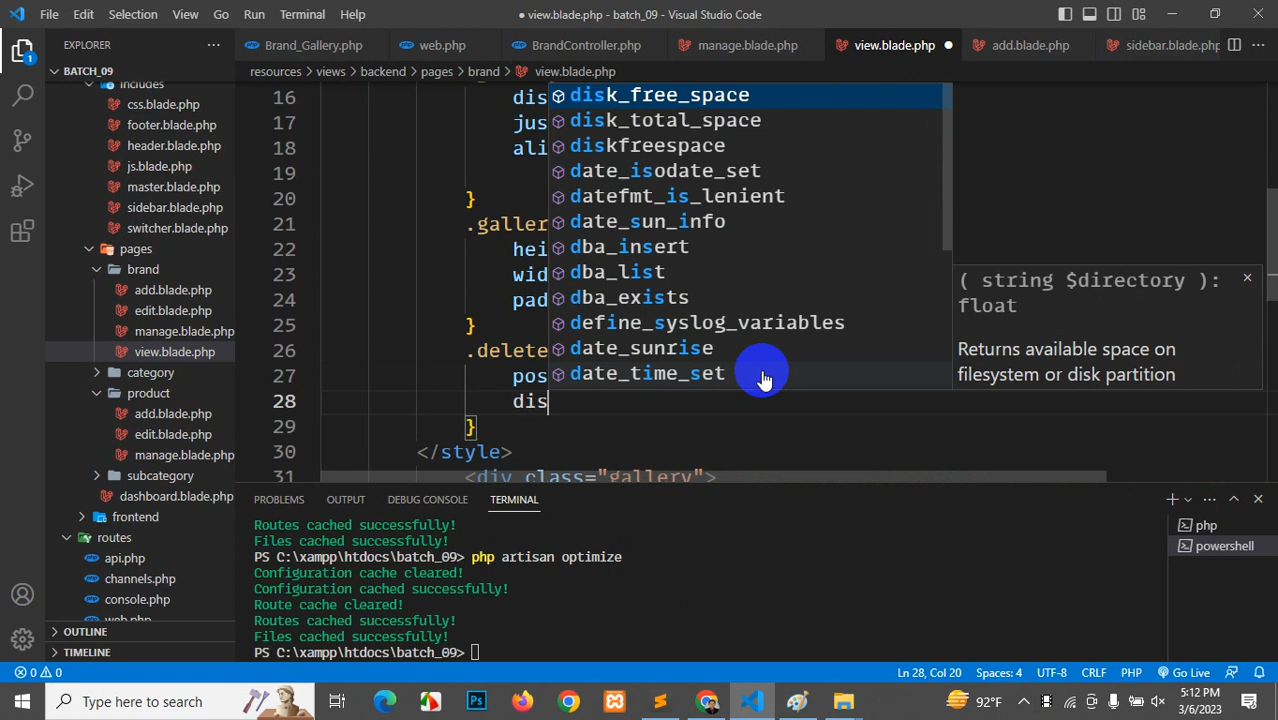 File Edit Selection View Go Run Terminal Help
● view.blade.php - batch_09 - Visual Studio Code
EXPLORER
Brand_Gallery.php web.php BrandController.php manage.blade.php view.blade.php add.blade.php sidebar.blade.php
BATCH_09
resources > views > backend > pages > brand > view.blade.php
includes
css.blade.php
footer.blade.php
header.blade.php
js.blade.php
master.blade.php
sidebar.blade.php
switcher.blade.php
pages
brand
add.blade.php
edit.blade.php
manage.blade.php
view.blade.php
category
product
add.blade.php
edit.blade.php
manage.blade.php
subcategory
dashboard.blade.php
frontend
routes
api.php
channels.php
console.php
web.php
OUTLINE
TIMELINE
16 dis
17 jus
18 ali
19
20 }
21 .galler
22 hei
23 wid
24 pad
25 }
26 .delete
27 pos
28 dis
29 }
30 </style>
31 <div class="gallery">
disk_free_space
disk_total_space
diskfreespace
date_isodate_set
datefmt_is_lenient
date_sun_info
dba_insert
dba_list
dba_exists
define_syslog_variables
date_sunrise
date_time_set
( string $directory ):
float
Returns available space on
filesystem or disk partition
PROBLEMS OUTPUT DEBUG CONSOLE TERMINAL
Routes cached successfully!
Files cached successfully!
PS C:\xampp\htdocs\batch_09> php artisan optimize
Configuration cache cleared!
Configuration cached successfully!
Route cache cleared!
Routes cached successfully!
Files cached successfully!
PS C:\xampp\htdocs\batch_09>
php
powershell
0 0 Ln 28, Col 20 Spaces: 4 UTF-8 CRLF PHP Go Live
Type here to search
92°F
5:12 PM
3/6/2023